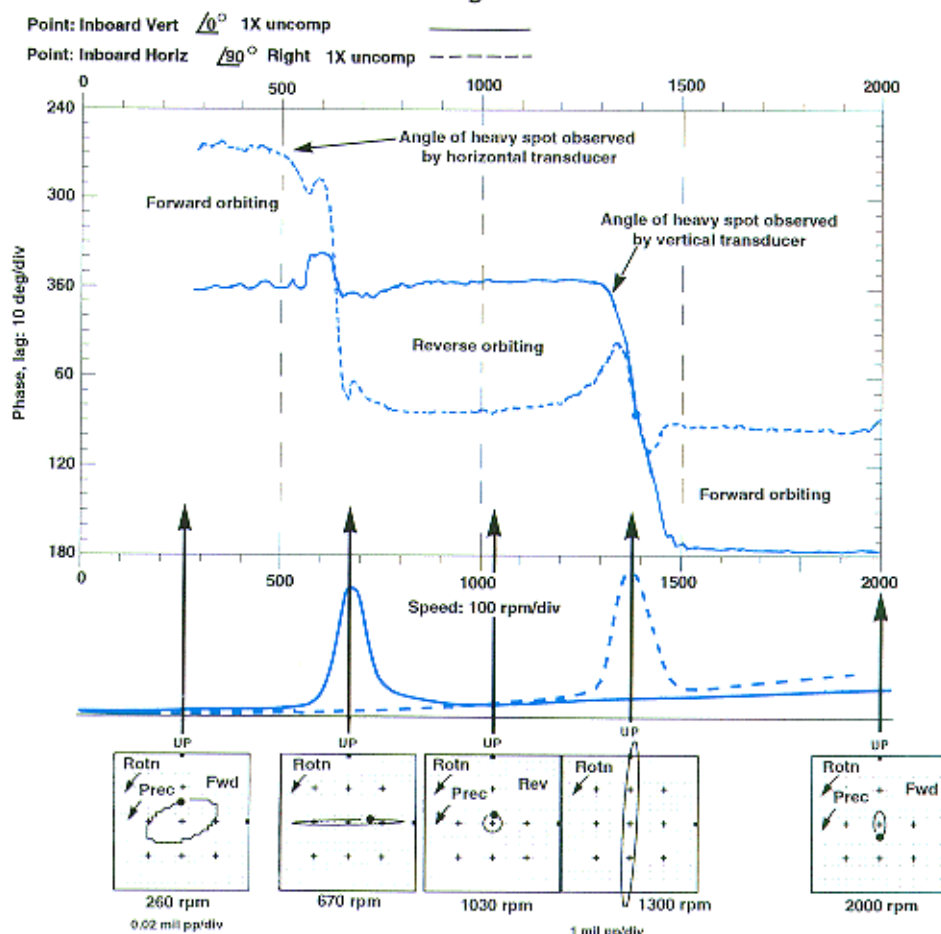 Point: Inboard Vert /0° 1X uncomp
Point: Inboard Horiz /90° Right 1X uncomp
0 500 1000 1500 2000
240
Angle of heavy spot observed
by horizontal transducer
300
Forward orbiting
Angle of heavy spot observed
by vertical transducer
360
Phase, lag: 10 deg/div
Reverse orbiting
60
120
Forward orbiting
180
0 500 1000 1500 2000
Speed: 100 rpm/div
UP UP UP UP UP
Rotn Rotn Rotn Rotn Rotn
Fwd Rev Fwd
Prec Prec Prec
260 rpm 670 rpm 1030 rpm 1300 rpm 2000 rpm
0.02 mil pp/div 1 mil pp/div